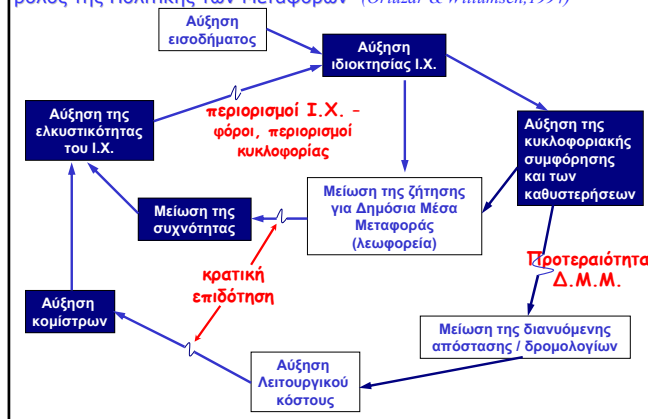 ρόλος της Πολιτικής των Μεταφορών (Ortuzar & Willumsen,1994)
Αύξηση
εισοδήματος
Αύξηση
ιδιοκτησίας Ι.Χ.
περιορισμοί Ι.Χ. –
φόροι, περιορισμοί
κυκλοφορίας
Αύξηση της
ελκυστικότητας
του Ι.Χ.
Αύξηση της
κυκλοφοριακής
συμφόρησης
και των
καθυστερήσεων
Μείωση της ζήτησης
για Δημόσια Μέσα
Μεταφοράς
(λεωφορεία)
Μείωση της
συχνότητας
Προτεραιότητα
Δ.Μ.Μ.
κρατική
επιδότηση
Αύξηση
κομίστρων
Μείωση της διανυόμενης
απόστασης / δρομολογίων
Αύξηση
Λειτουργικού
κόστους